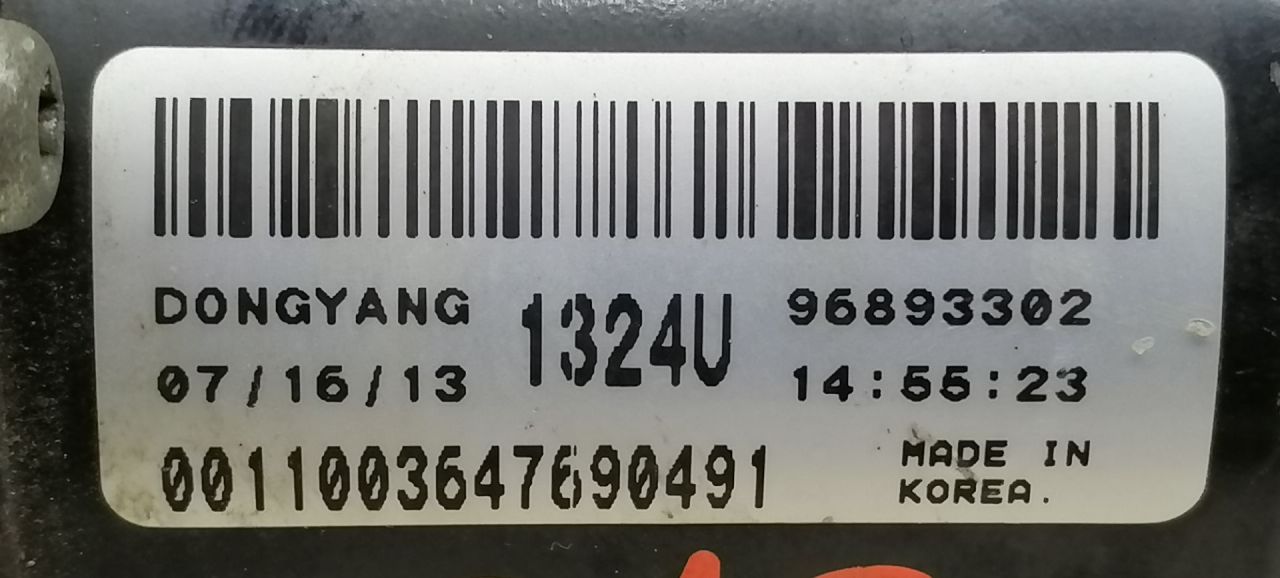 DONGYANG 1324U 96893302
07/16/13 14:55:23
0011003647690491
MADE IN
KOREA.